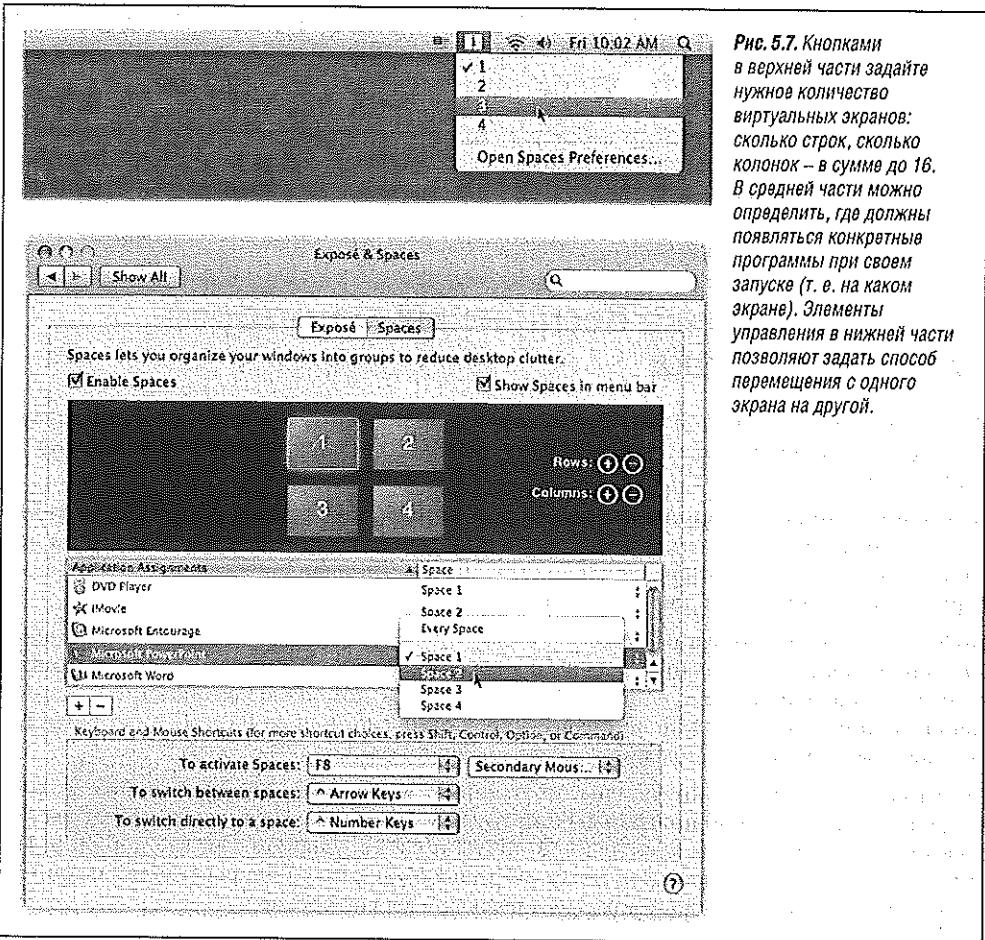 1 Fri 10:02 AM
✓ 1
2
3
4
Open Spaces Preferences...
Рис. 5.7. Кнопками
в верхней части задайте
нужное количество
виртуальных экранов:
сколько строк, сколько
колонок – в сумме до 16.
В средней части можно
определить, где должны
появляться конкретные
программы при своем
запуске (т. е. на каком
экране). Элементы
управления в нижней части
позволяют задать способ
перемещения с одного
экрана на другой.
Exposé & Spaces
Show All
Exposé Spaces
Spaces lets you organize your windows into groups to reduce desktop clutter.
Enable Spaces Show Spaces in menu bar
1 2
Rows:
Columns:
3 4
Application Assignments Space
DVD Player Space 1
iMovie Space 2
Microsoft Entourage Every Space
Microsoft PowerPoint ✓ Space 1
Microsoft Word Space 2
Space 3
Space 4
+ −
Keyboard and Mouse Shortcuts (for more shortcut choices, press Shift, Control, Option, or Command)
To activate Spaces: F8 Secondary Mous...
To switch between spaces: ^ Arrow Keys
To switch directly to a space: ^ Number Keys
?